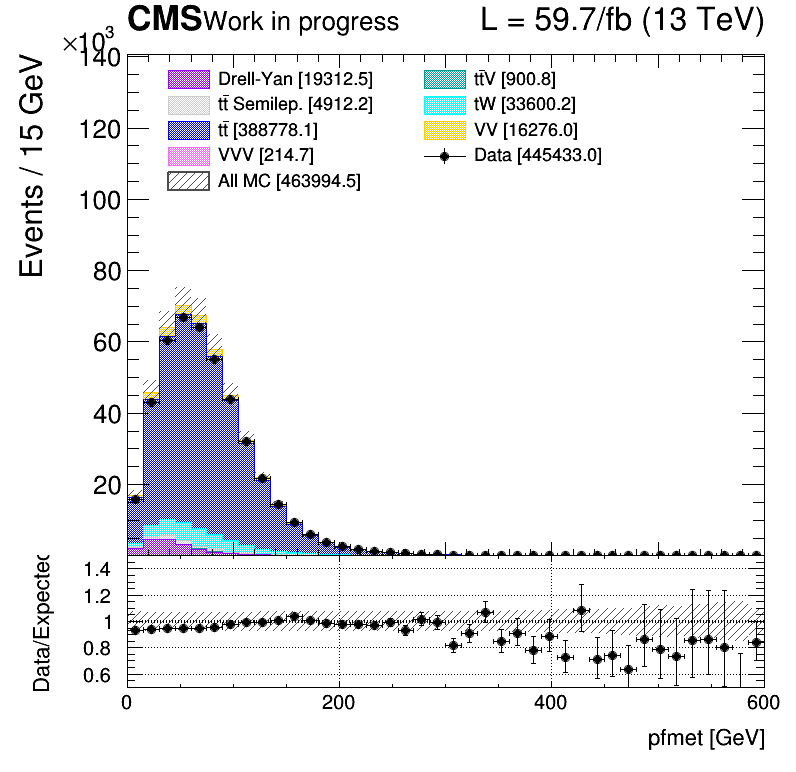 CMS Work in progress L = 59.7/fb (13 TeV)
×10³
Events / 15 GeV
140
120
100
80
60
40
20
Drell-Yan [19312.5]
tt̄ Semilep. [4912.2]
tt̄ [388778.1]
VVV [214.7]
All MC [463994.5]
tt̄V [900.8]
tW [33600.2]
VV [16276.0]
Data [445433.0]
Data/Expected
1.4
1.2
1
0.8
0.6
0 200 400 600
pfmet [GeV]